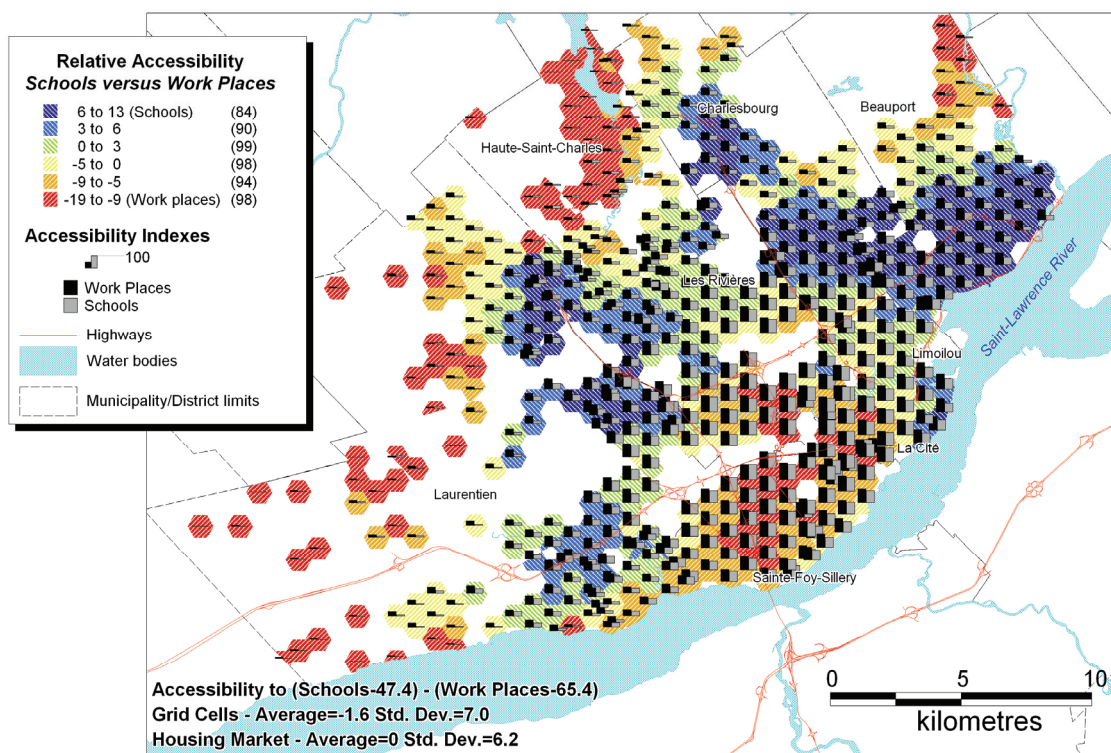 Relative Accessibility
Schools versus Work Places
6 to 13 (Schools) (84)
3 to 6 (90)
0 to 3 (99)
-5 to 0 (98)
-9 to -5 (94)
-19 to -9 (Work places) (98)
Accessibility Indexes
100
Work Places
Schools
Highways
Water bodies
Municipality/District limits
Charlesbourg
Beauport
Haute-Saint-Charles
Les Rivières
Saint-Lawrence River
Limoilou
La Cité
Laurentien
Sainte-Foy-Sillery
Accessibility to (Schools-47.4) - (Work Places-65.4)
Grid Cells - Average=-1.6 Std. Dev.=7.0
Housing Market - Average=0 Std. Dev.=6.2
0 5 10
kilometres